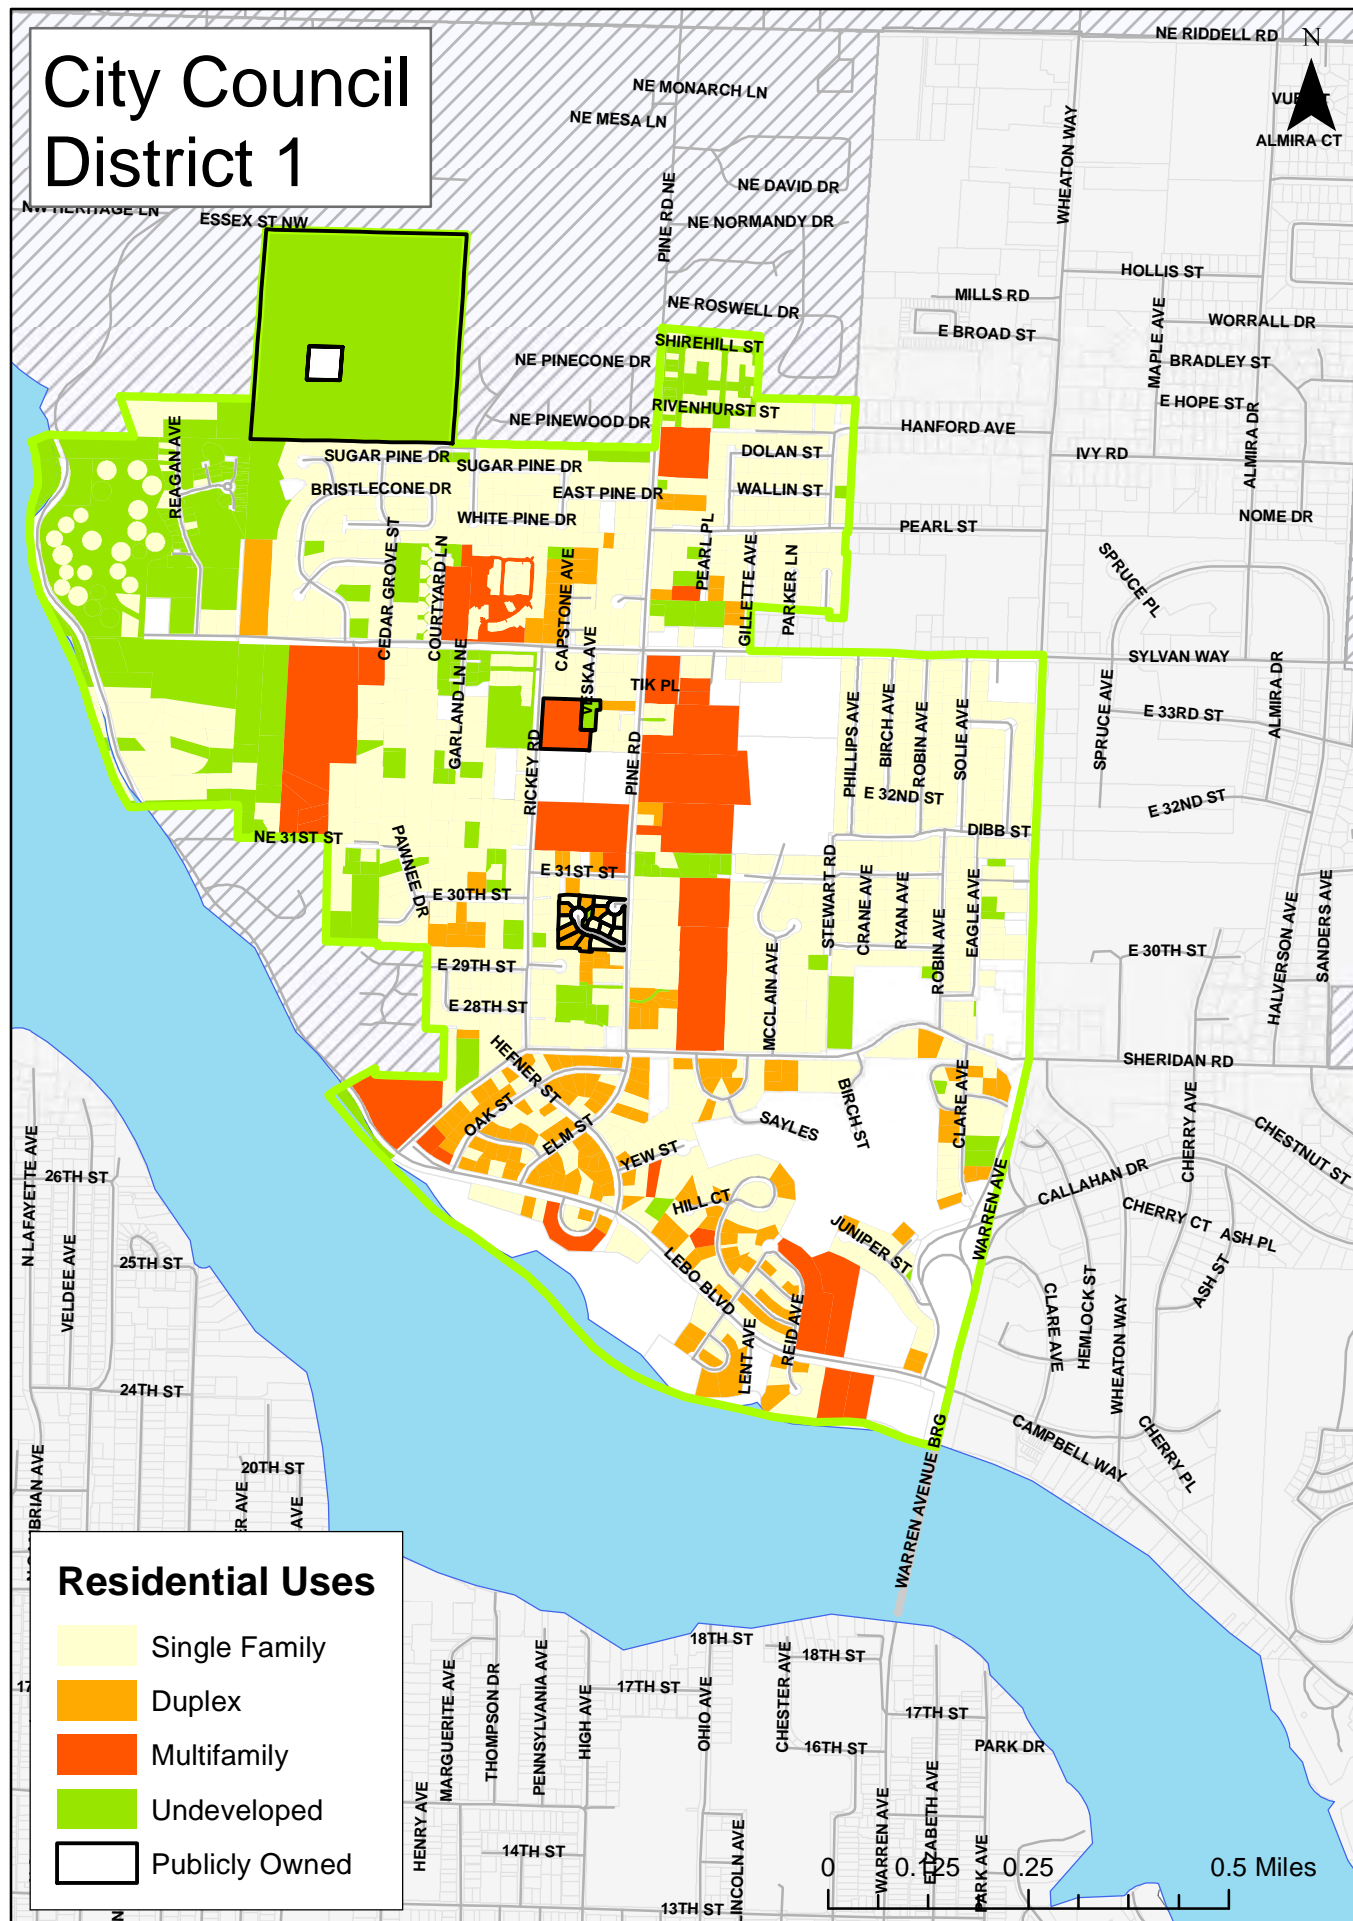 City Council
District 1
NE RIDDELL RD
N
NE MONARCH LN
NE MESA LN
WHEATON WAY
ALMIRA CT
NE DAVID DR
PINE RD NE
NE NORMANDY DR
ESSEX ST NW
HOLLIS ST
MILLS RD
NE ROSWELL DR
E BROAD ST
MAPLE AVE
WORRALL DR
SHIREHILL ST
NE PINECONE DR
BRADLEY ST
RIVENHURST ST
E HOPE ST
NE PINEWOOD DR
HANFORD AVE
ALMIRA DR
REAGAN AVE
SUGAR PINE DR
SUGAR PINE DR
DOLAN ST
IVY RD
BRISTLECONE DR
EAST PINE DR
WALLIN ST
WHITE PINE DR
PEARL ST
NOME DR
CEDAR GROVE ST
COURTYARD LN
CAPSTONE AVE
PEARL PL
GILLETTE AVE
PARKER LN
SPRUCE PL
SYLVAN WAY
GARLAND LN NE
VESKA AVE
TIK PL
PHILLIPS AVE
BIRCH AVE
ROBIN AVE
SOLIE AVE
SPRUCE AVE
E 33RD ST
ALMIRA DR
RICKEY RD
PINE RD
E 32ND ST
E 32ND ST
NE 31ST ST
DIBB ST
PAWNEE DR
E 31ST ST
STEWART RD
CRANE AVE
RYAN AVE
ROBIN AVE
EAGLE AVE
E 30TH ST
HALVERSON AVE
SANDERS AVE
E 30TH ST
E 29TH ST
MCCLAIN AVE
E 28TH ST
HEFNER ST
SHERIDAN RD
OAK ST
ELM ST
YEW ST
SAYLES
BIRCH ST
CLARE AVE
CHERRY AVE
CHESTNUT ST
N LAFAYETTE AVE
26TH ST
HILL CT
WARREN AVE
CALLAHAN DR
CHERRY CT
ASH PL
VELDEE AVE
25TH ST
LEBO BLVD
JUNIPER ST
ASH ST
CLARE AVE
HEMLOCK ST
WHEATON WAY
24TH ST
LENT AVE
REID AVE
CAMPBELL WAY
CHERRY PL
20TH ST
WARREN AVENUE BRG
Residential Uses
Single Family
Duplex
Multifamily
Undeveloped
Publicly Owned
18TH ST
18TH ST
MARGUERITE AVE
THOMPSON DR
PENNSYLVANIA AVE
HIGH AVE
17TH ST
OHIO AVE
CHESTER AVE
17TH ST
16TH ST
PARK DR
HENRY AVE
14TH ST
WARREN AVE
ELIZABETH AVE
PARK AVE
13TH ST
0 0.125 0.25 0.5 Miles